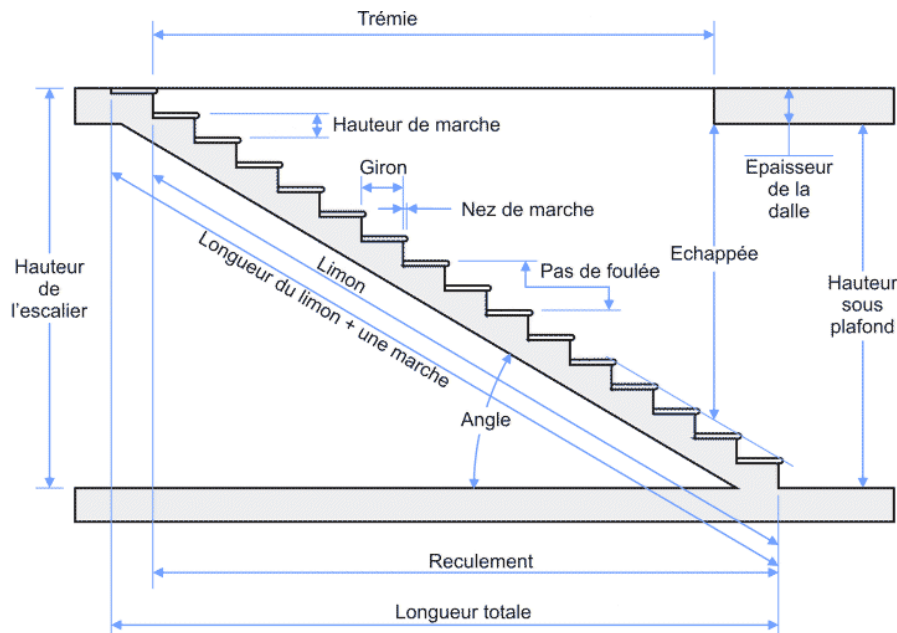 Trémie
Hauteur de marche
Giron
Nez de marche
Epaisseur
de la
dalle
Echappée
Pas de foulée
Hauteur
de
l'escalier
Hauteur
sous
plafond
Limon
Longueur du limon + une marche
Angle
Reculement
Longueur totale